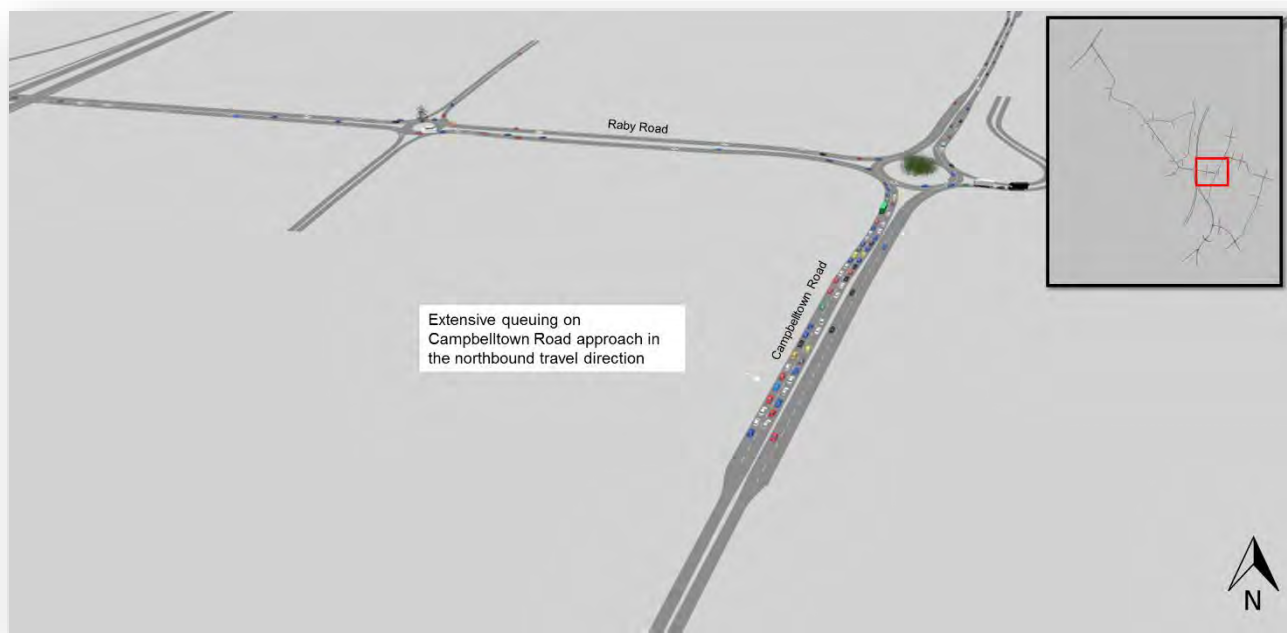 Raby Road
Campbelltown Road
Extensive queuing on
Campbelltown Road approach in
the northbound travel direction
N